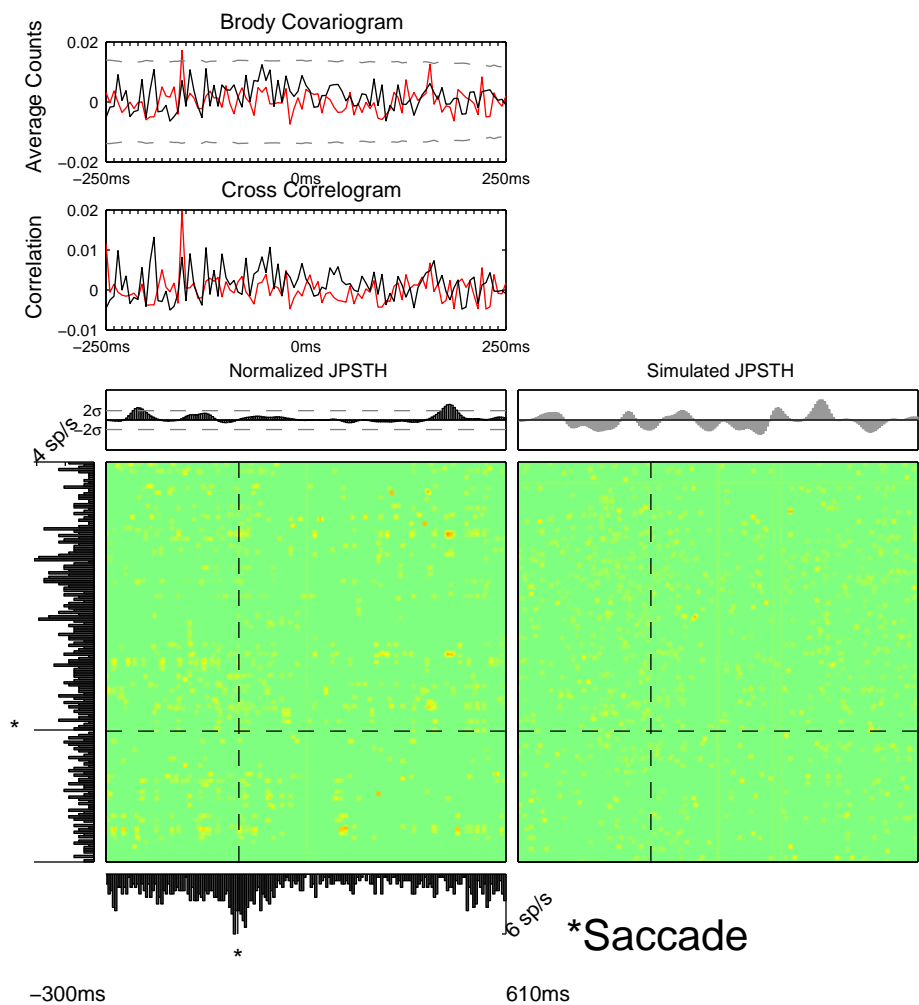 Brody Covariogram
Average Counts
0.02
0
−0.02
−250ms
0ms
250ms
Cross Correlogram
Correlation
0.02
0.01
0
−0.01
−250ms
0ms
250ms
Normalized JPSTH
Simulated JPSTH
2σ
−2σ
4 sp/s
*
*
6 sp/s
*Saccade
−300ms
610ms